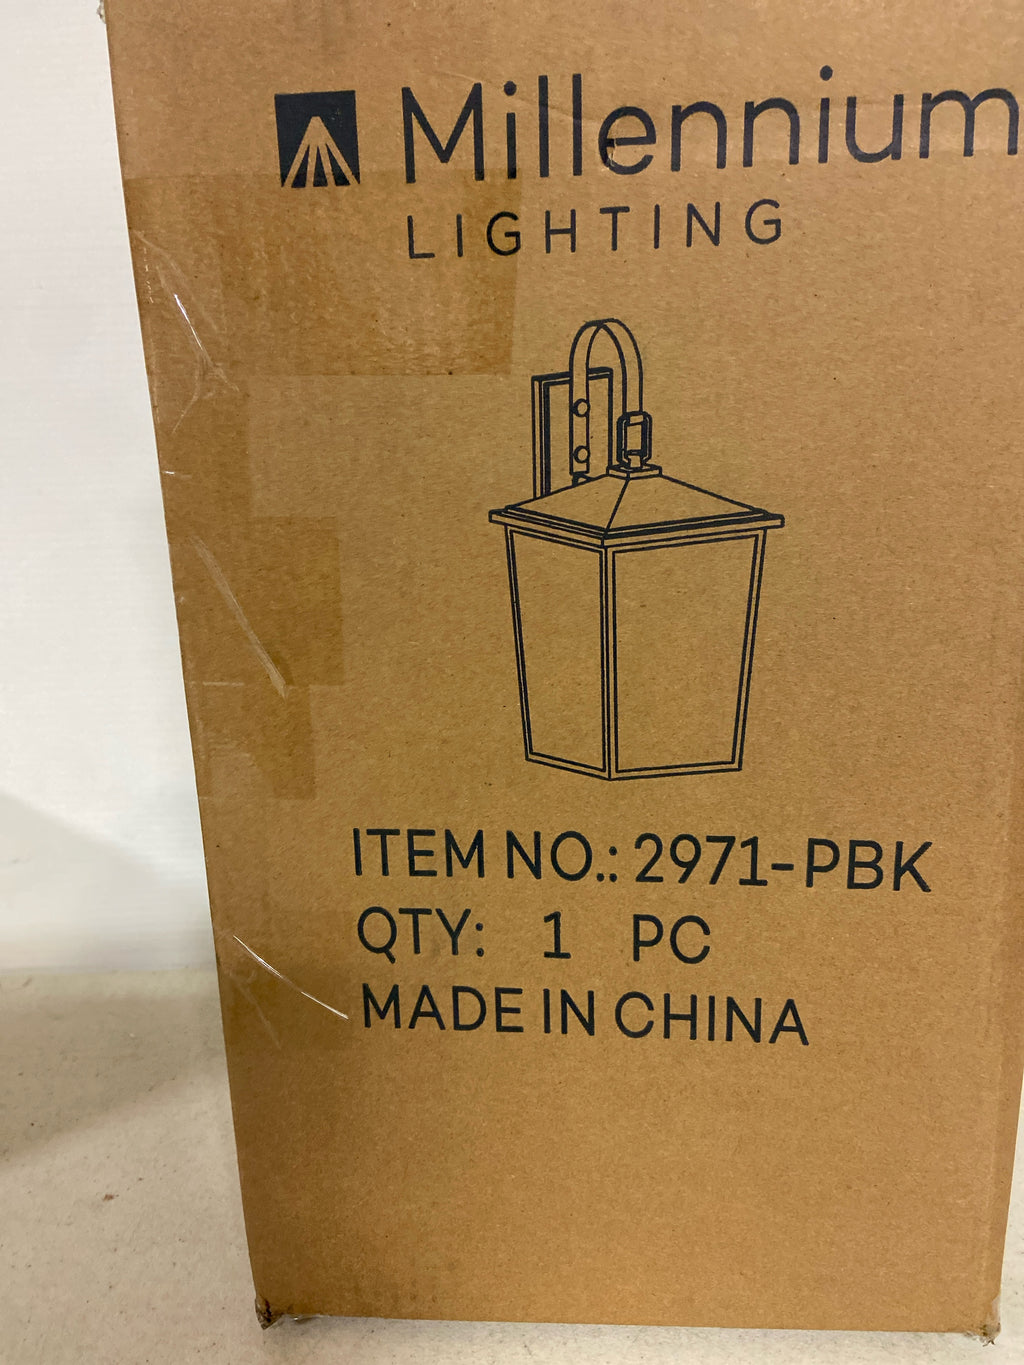 Millennium
LIGHTING
ITEM NO.: 2971-PBK
QTY: 1 PC
MADE IN CHINA